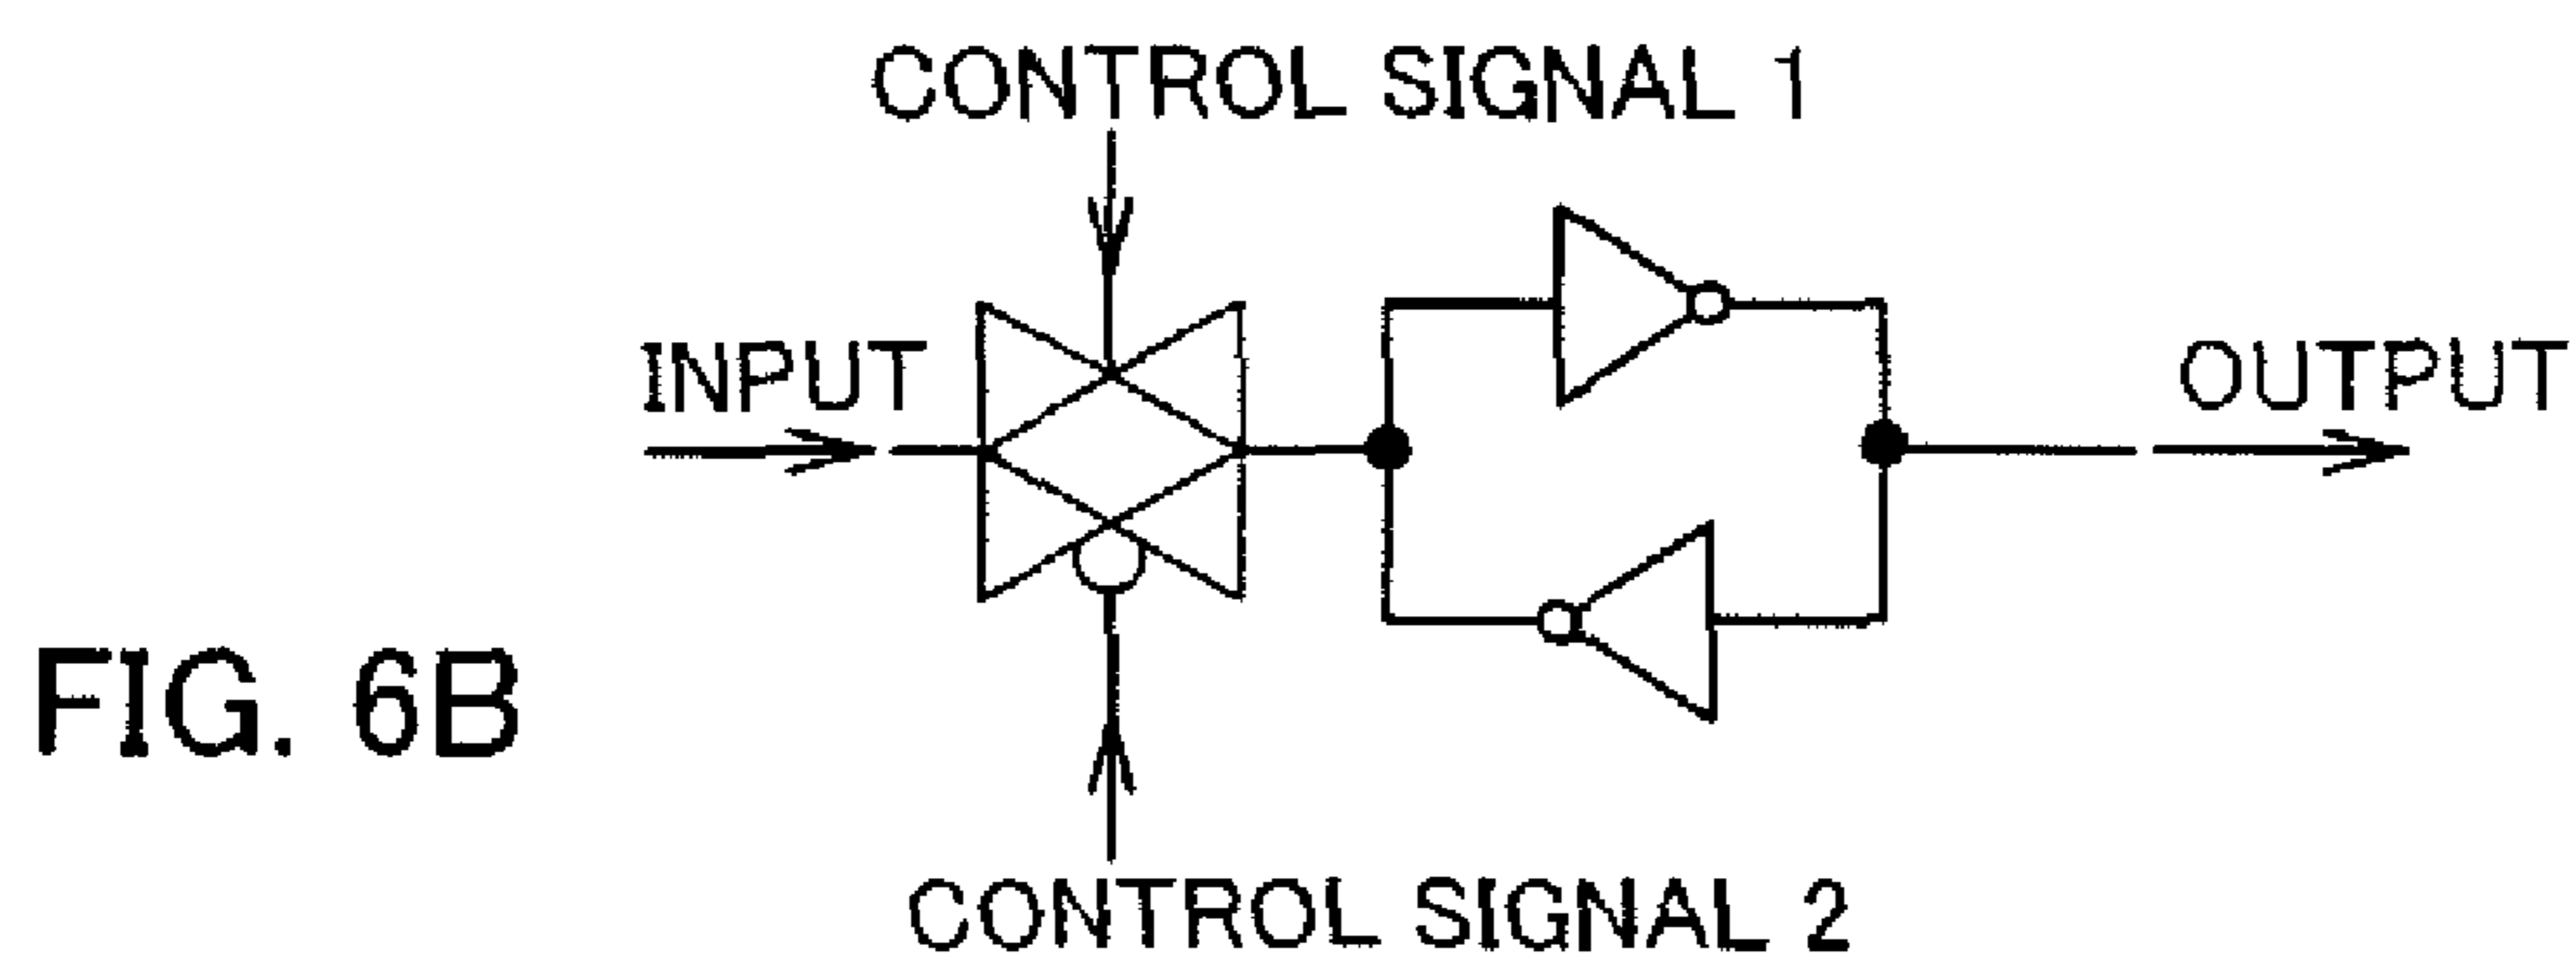 CONTROL SIGNAL 1
INPUT
OUTPUT
FIG. 6B
CONTROL SIGNAL 2